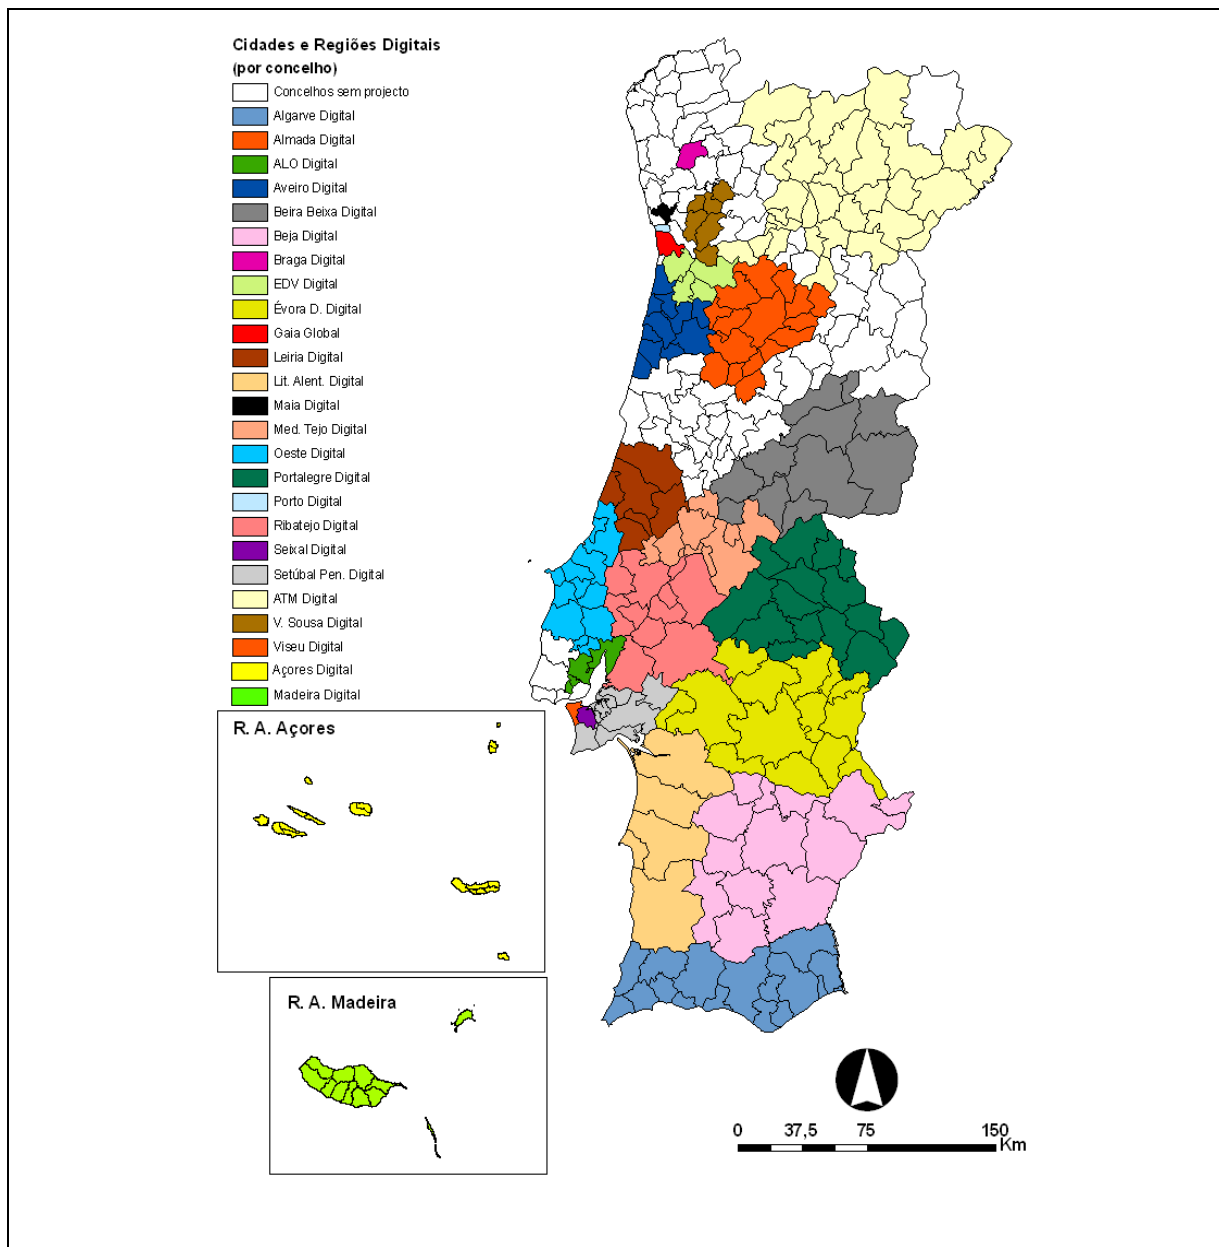 Cidades e Regiões Digitais
(por concelho)
Concelhos sem projecto
Algarve Digital
Almada Digital
ALO Digital
Aveiro Digital
Beira Beixa Digital
Beja Digital
Braga Digital
EDV Digital
Évora D. Digital
Gaia Global
Leiria Digital
Lit. Alent. Digital
Maia Digital
Med. Tejo Digital
Oeste Digital
Portalegre Digital
Porto Digital
Ribatejo Digital
Seixal Digital
Setúbal Pen. Digital
ATM Digital
V. Sousa Digital
Viseu Digital
Açores Digital
Madeira Digital
R. A. Açores
R. A. Madeira
0 37,5 75 150
Km